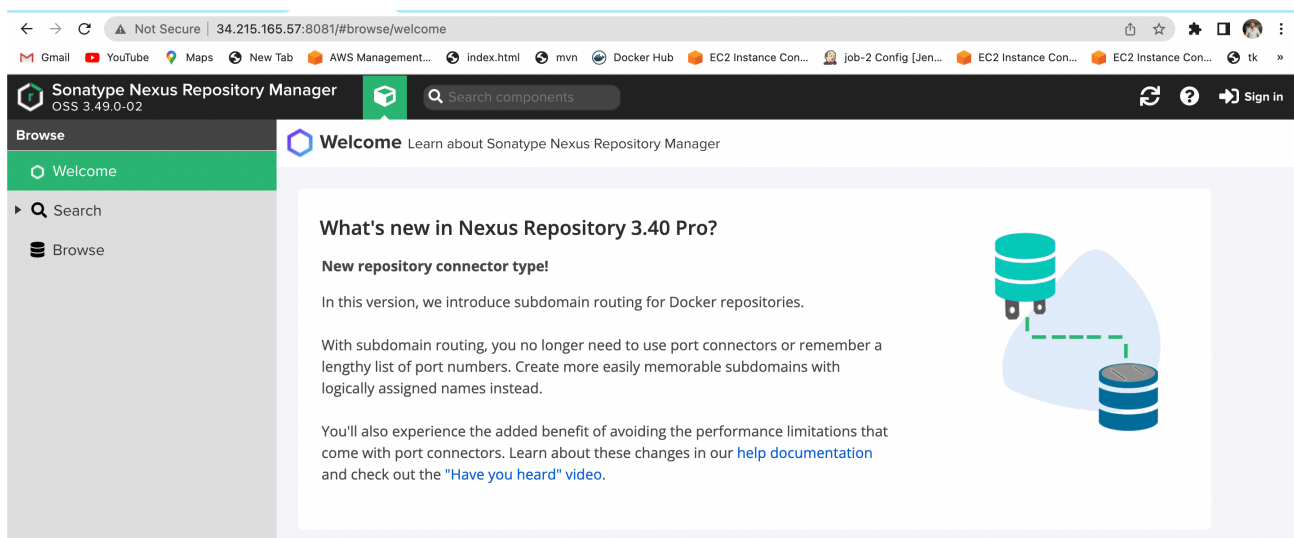 Not Secure | 34.215.165.57:8081/#browse/welcome
Gmail YouTube Maps New Tab AWS Management... index.html mvn Docker Hub EC2 Instance Con... job-2 Config [Jen... EC2 Instance Con... EC2 Instance Con... tk »
Sonatype Nexus Repository Manager
OSS 3.49.0-02
Search components
Sign in
Browse
Welcome
Search
Browse
Welcome Learn about Sonatype Nexus Repository Manager
What's new in Nexus Repository 3.40 Pro?
New repository connector type!
In this version, we introduce subdomain routing for Docker repositories.
With subdomain routing, you no longer need to use port connectors or remember a
lengthy list of port numbers. Create more easily memorable subdomains with
logically assigned names instead.
You'll also experience the added benefit of avoiding the performance limitations that
come with port connectors. Learn about these changes in our help documentation
and check out the "Have you heard" video.